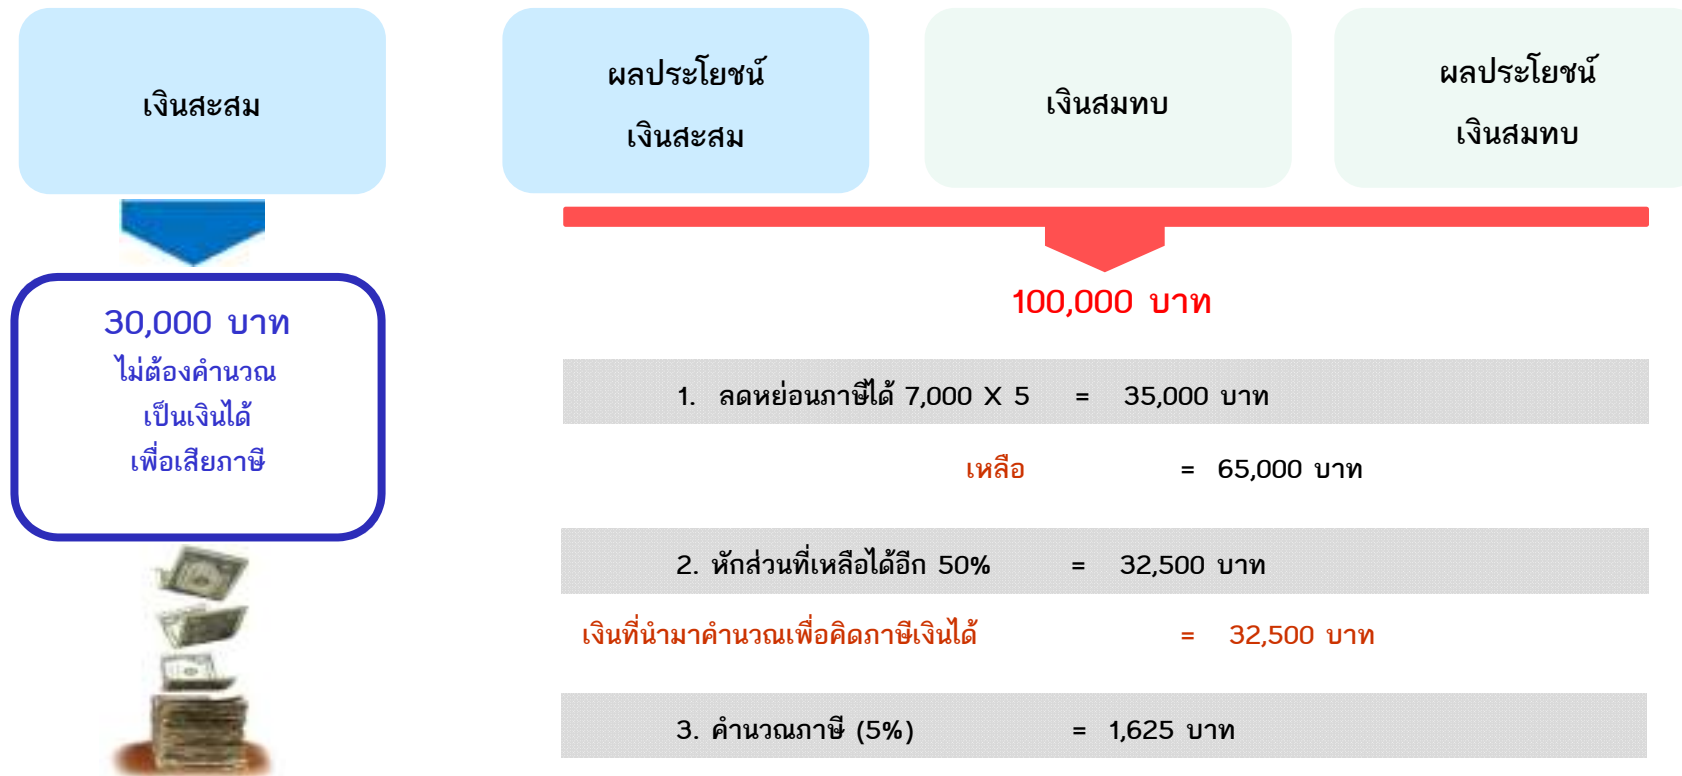 เงินสะสม
ผลประโยชน์
เงินสะสม
เงินสมทบ
ผลประโยชน์
เงินสมทบ
30,000 บาท
ไม่ต้องคำนวณ
เป็นเงินได้
เพื่อเสียภาษี
100,000 บาท
1. ลดหย่อนภาษีได้ 7,000 X 5 = 35,000 บาท
เหลือ = 65,000 บาท
2. หักส่วนที่เหลือได้อีก 50% = 32,500 บาท
เงินที่นำมาคำนวณเพื่อคิดภาษีเงินได้ = 32,500 บาท
3. คำนวณภาษี (5%) = 1,625 บาท